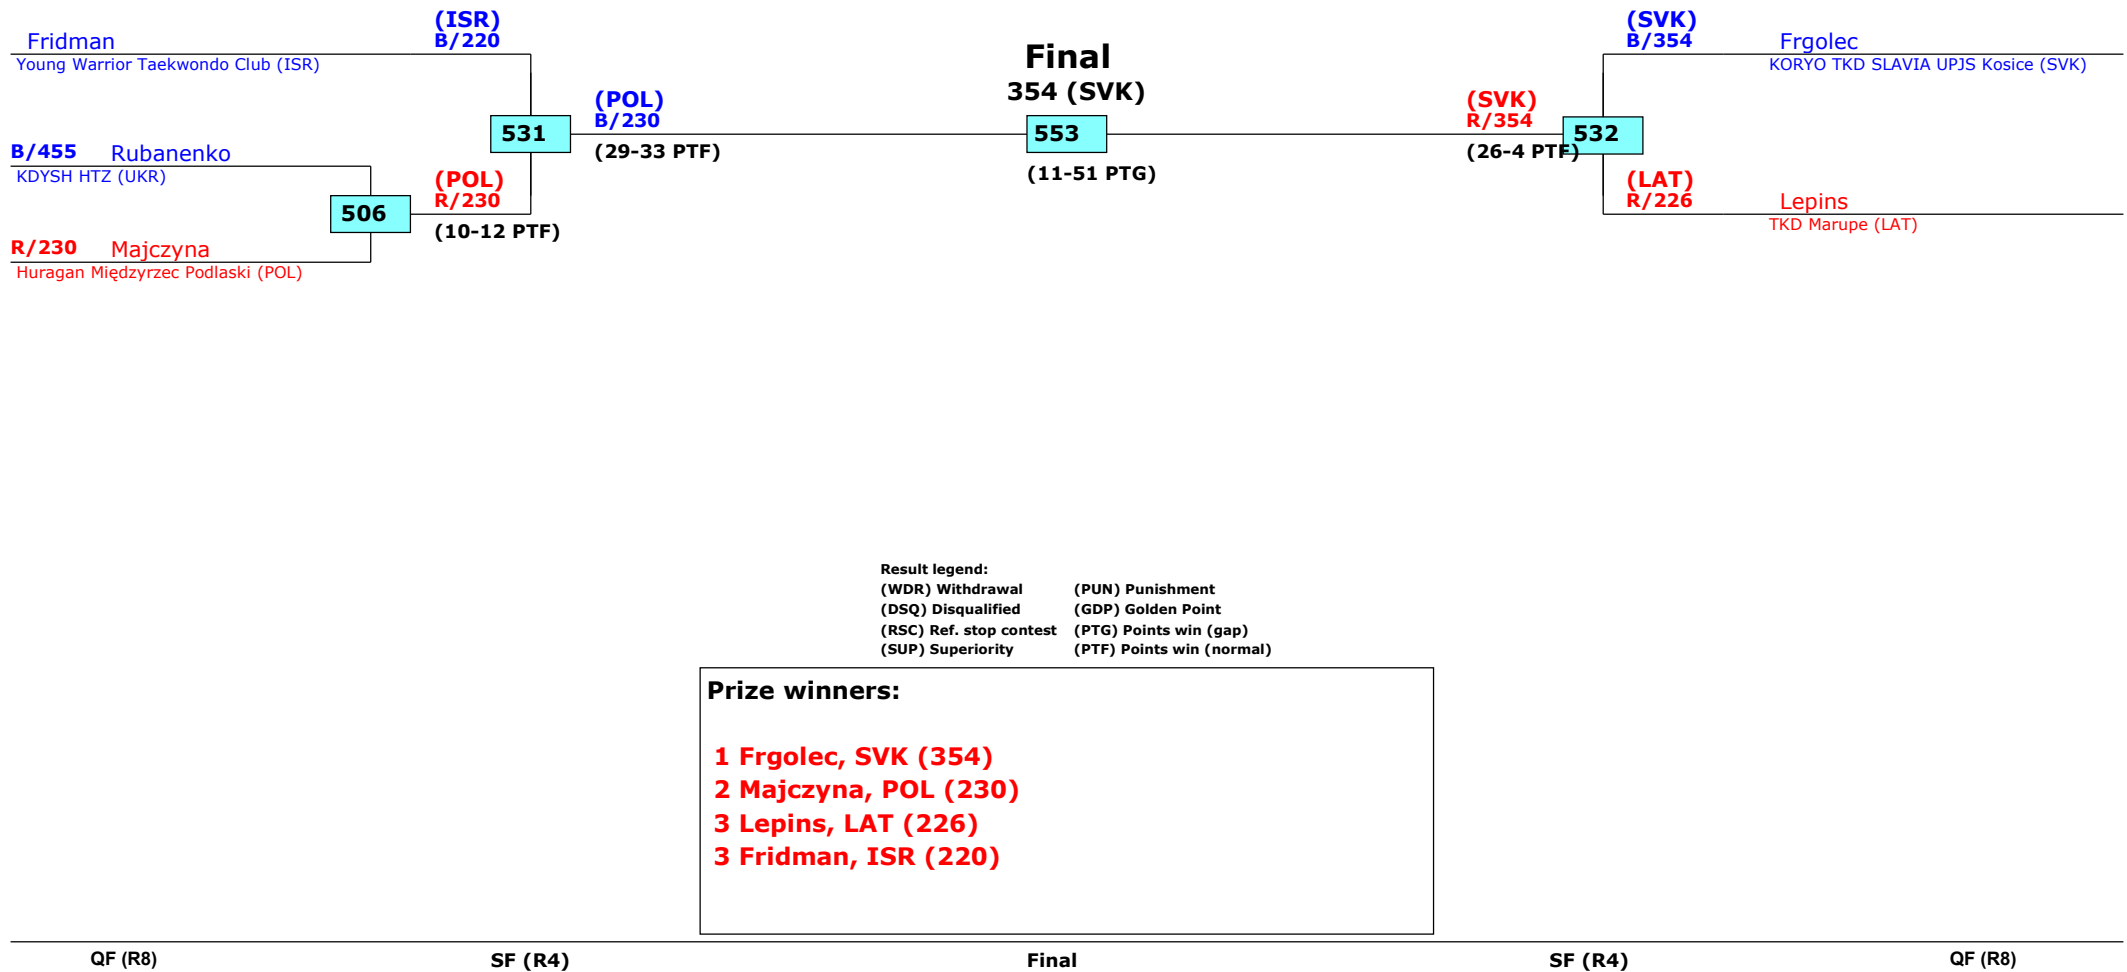 (ISR)
B/220
Fridman
Young Warrior Taekwondo Club (ISR)
B/455 Rubanenko
KDYSH HTZ (UKR)
R/230 Majczyna
Huragan Międzyrzec Podlaski (POL)
506
(POL)
R/230
(10-12 PTF)
531
(POL)
B/230
(29-33 PTF)
Final
354 (SVK)
553
(11-51 PTG)
(SVK)
R/354
(26-4 PTF)
532
(SVK)
B/354
Frgolec
KORYO TKD SLAVIA UPJS Kosice (SVK)
(LAT)
R/226
Lepins
TKD Marupe (LAT)
Result legend:
(WDR) Withdrawal (PUN) Punishment
(DSQ) Disqualified (GDP) Golden Point
(RSC) Ref. stop contest (PTG) Points win (gap)
(SUP) Superiority (PTF) Points win (normal)
Prize winners:
1 Frgolec, SVK (354)
2 Majczyna, POL (230)
3 Lepins, LAT (226)
3 Fridman, ISR (220)
QF (R8) SF (R4) Final SF (R4) QF (R8)